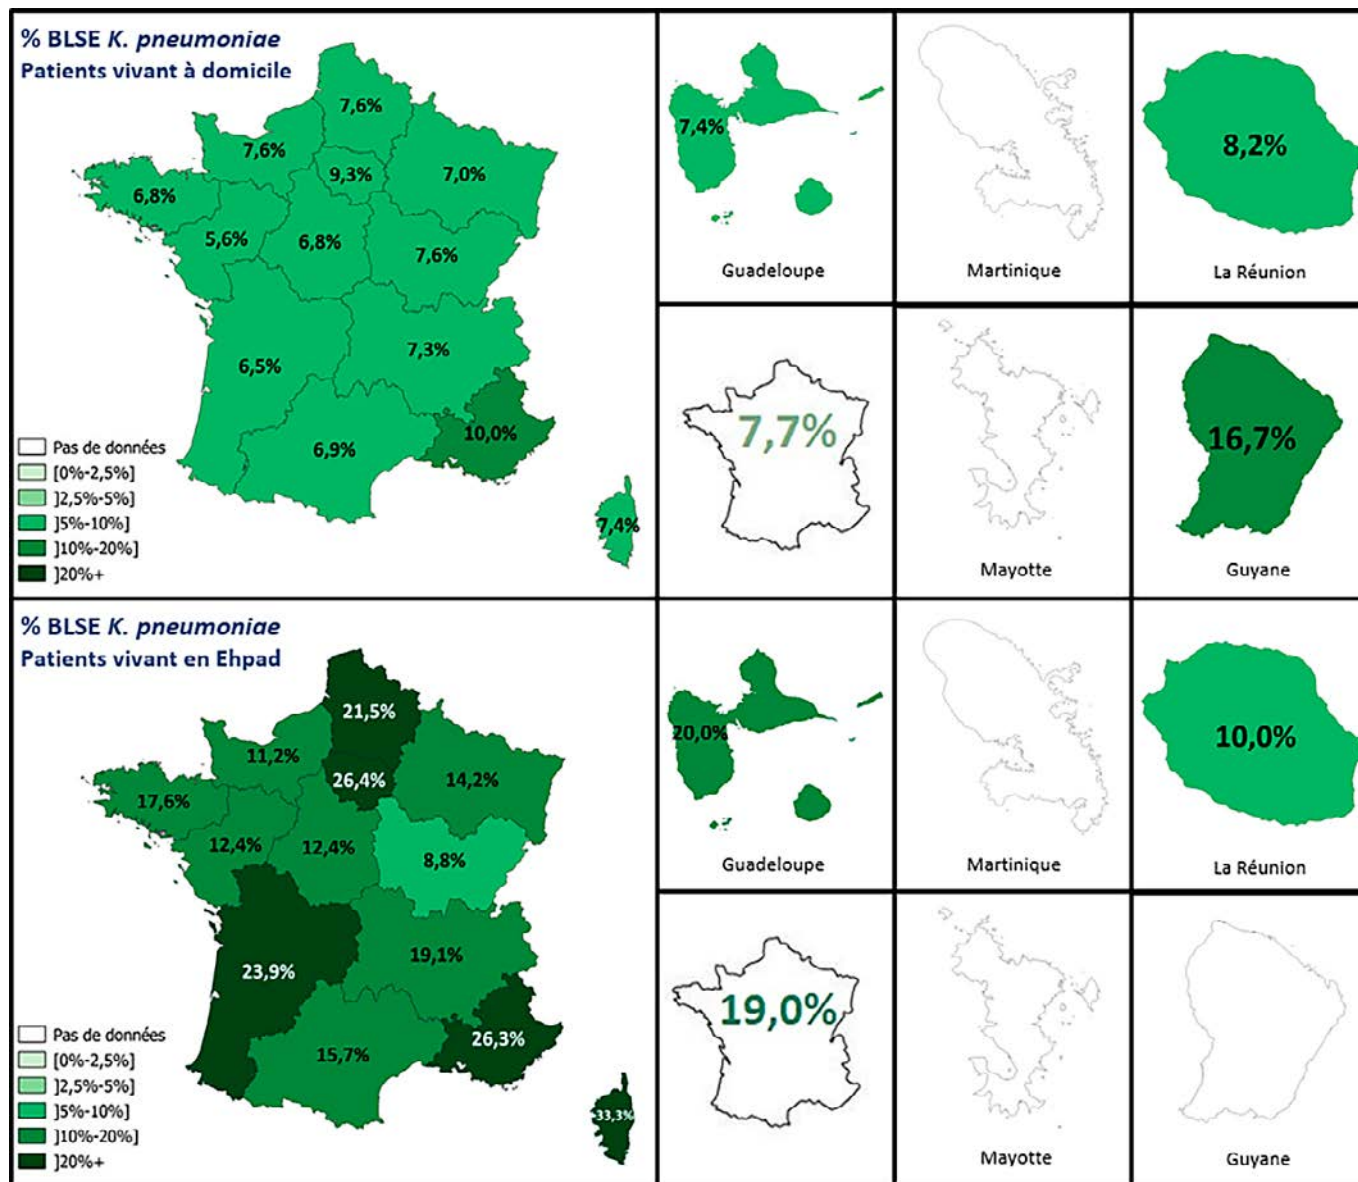 % BLSE K. pneumoniae
Patients vivant à domicile
7,6%
7,6%
9,3%
7,0%
6,8%
5,6%
6,8%
7,6%
6,5%
7,3%
6,9%
10,0%
7,4%
Pas de données
[0%-2,5%]
]2,5%-5%]
]5%-10%]
]10%-20%]
]20%+
7,4%
Guadeloupe
Martinique
8,2%
La Réunion
7,7%
Mayotte
16,7%
Guyane
% BLSE K. pneumoniae
Patients vivant en Ehpad
21,5%
11,2%
26,4%
14,2%
17,6%
12,4%
12,4%
8,8%
23,9%
19,1%
15,7%
26,3%
33,3%
Pas de données
[0%-2,5%]
]2,5%-5%]
]5%-10%]
]10%-20%]
]20%+
20,0%
Guadeloupe
Martinique
10,0%
La Réunion
19,0%
Mayotte
Guyane